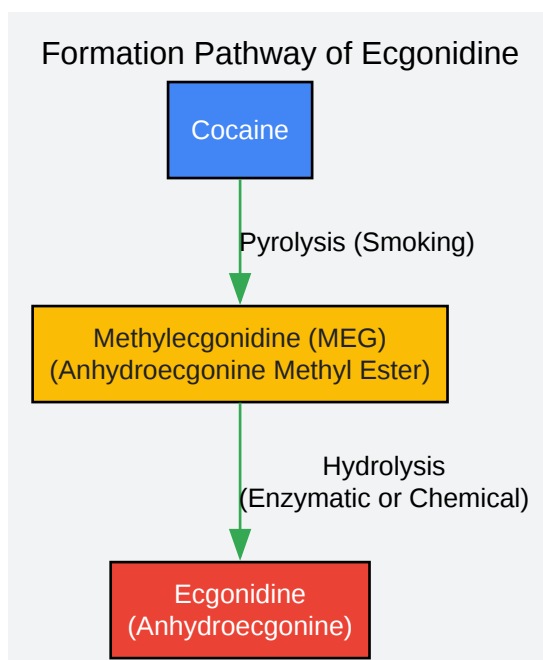 Formation Pathway of Ecgonidine
Cocaine
Pyrolysis (Smoking)
Methylecgonidine (MEG)
(Anhydroecgonine Methyl Ester)
Hydrolysis
(Enzymatic or Chemical)
Ecgonidine
(Anhydroecgonine)